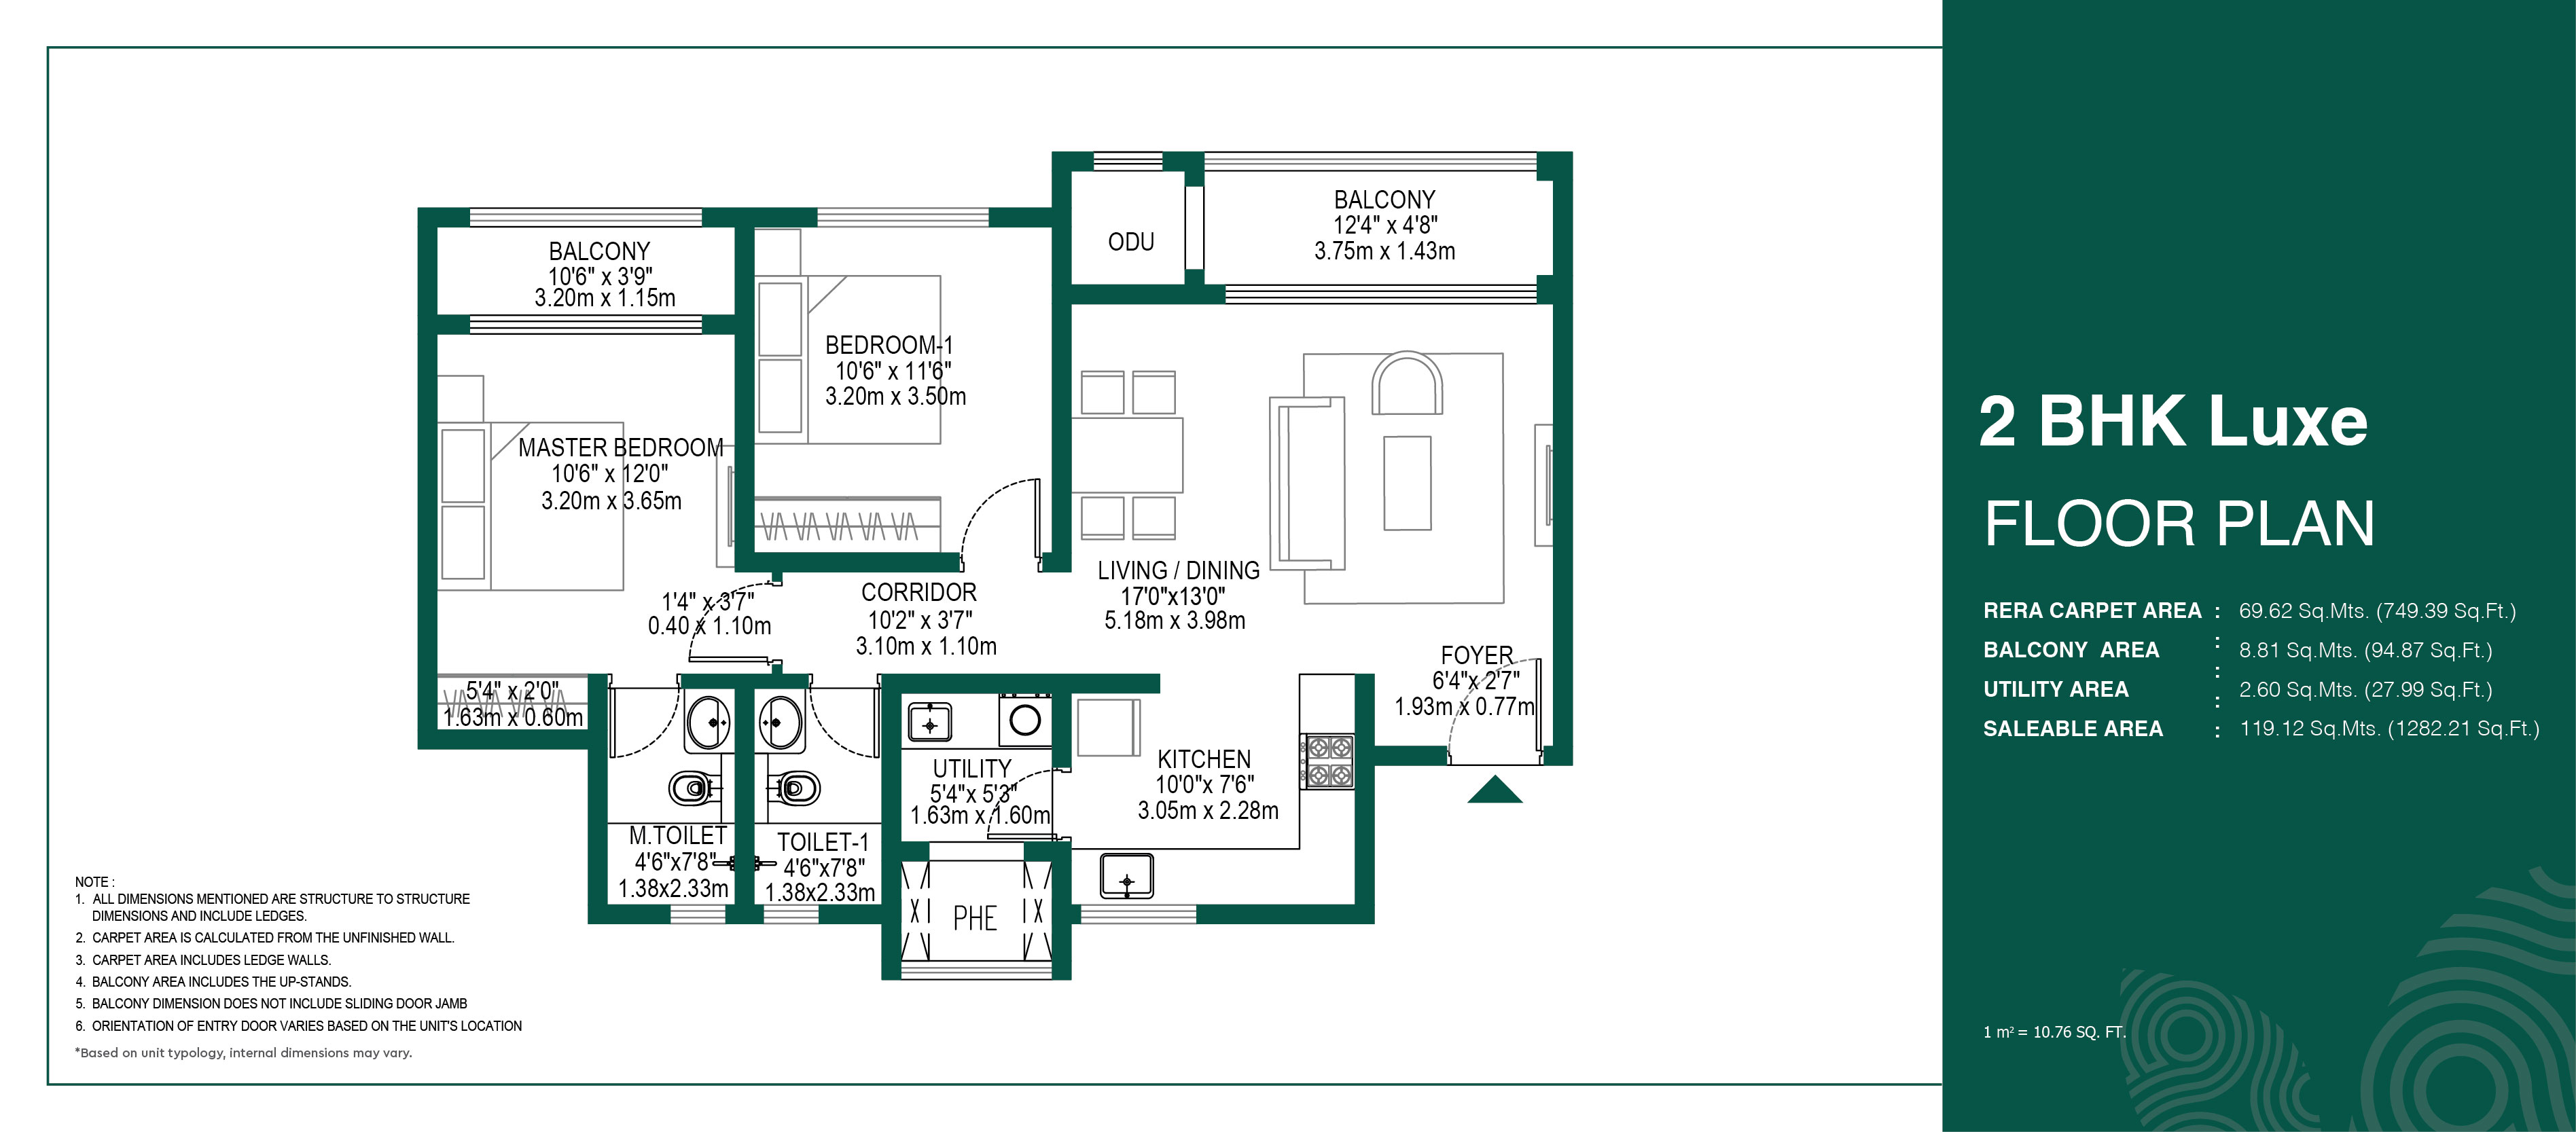 BALCONY
10'6" x 3'9"
3.20m x 1.15m
BEDROOM-1
10'6" x 11'6"
3.20m x 3.50m
ODU
BALCONY
12'4" x 4'8"
3.75m x 1.43m
MASTER BEDROOM
10'6" x 12'0"
3.20m x 3.65m
1'4" x 3'7"
0.40 x 1.10m
CORRIDOR
10'2" x 3'7"
3.10m x 1.10m
LIVING / DINING
17'0"x13'0"
5.18m x 3.98m
FOYER
6'4"x 2'7"
1.93m x 0.77m
5'4" x 2'0"
1.63m x 0.60m
UTILITY
5'4"x 5'3"
1.63m x 1.60m
KITCHEN
10'0"x 7'6"
3.05m x 2.28m
M.TOILET
4'6"x7'8"
1.38x2.33m
TOILET-1
4'6"x7'8"
1.38x2.33m
PHE
NOTE :
1. ALL DIMENSIONS MENTIONED ARE STRUCTURE TO STRUCTURE
DIMENSIONS AND INCLUDE LEDGES.
2. CARPET AREA IS CALCULATED FROM THE UNFINISHED WALL.
3. CARPET AREA INCLUDES LEDGE WALLS.
4. BALCONY AREA INCLUDES THE UP-STANDS.
5. BALCONY DIMENSION DOES NOT INCLUDE SLIDING DOOR JAMB
6. ORIENTATION OF ENTRY DOOR VARIES BASED ON THE UNIT'S LOCATION
*Based on unit typology, internal dimensions may vary.
2 BHK Luxe
FLOOR PLAN
RERA CARPET AREA : 69.62 Sq.Mts. (749.39 Sq.Ft.)
BALCONY AREA : 8.81 Sq.Mts. (94.87 Sq.Ft.)
UTILITY AREA : 2.60 Sq.Mts. (27.99 Sq.Ft.)
SALEABLE AREA : 119.12 Sq.Mts. (1282.21 Sq.Ft.)
1 m² = 10.76 SQ. FT.